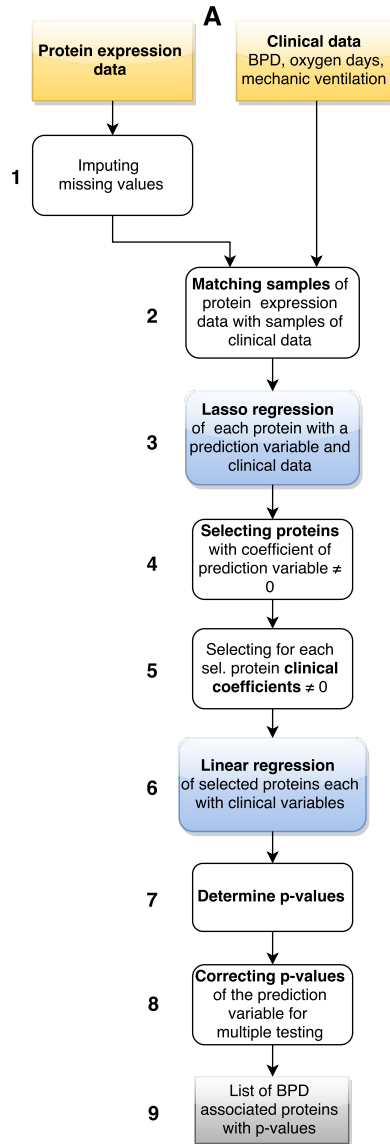 A
Protein expression
data
Clinical data
BPD, oxygen days,
mechanic ventilation
1
Imputing
missing values
2
Matching samples of
protein expression
data with samples of
clinical data
3
Lasso regression
of each protein with a
prediction variable and
clinical data
4
Selecting proteins
with coefficient of
prediction variable ≠
0
5
Selecting for each
sel. protein clinical
coefficients ≠ 0
6
Linear regression
of selected proteins each
with clinical variables
7
Determine p-values
8
Correcting p-values
of the prediction
variable for
multiple testing
9
List of BPD
associated proteins
with p-values